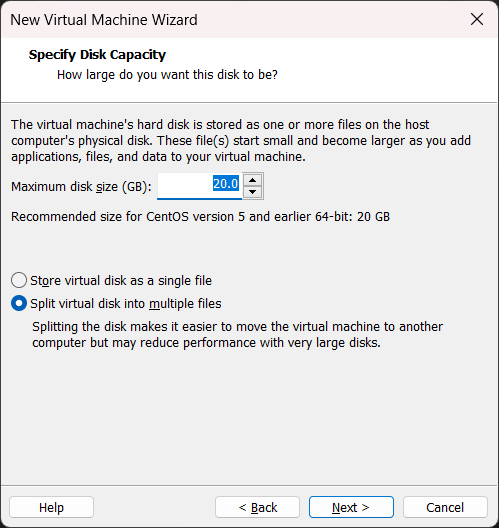 New Virtual Machine Wizard
Specify Disk Capacity
How large do you want this disk to be?
The virtual machine's hard disk is stored as one or more files on the host
computer's physical disk. These file(s) start small and become larger as you add
applications, files, and data to your virtual machine.
Maximum disk size (GB): 20.0
Recommended size for CentOS version 5 and earlier 64-bit: 20 GB
Store virtual disk as a single file
Split virtual disk into multiple files
Splitting the disk makes it easier to move the virtual machine to another
computer but may reduce performance with very large disks.
Help < Back Next > Cancel